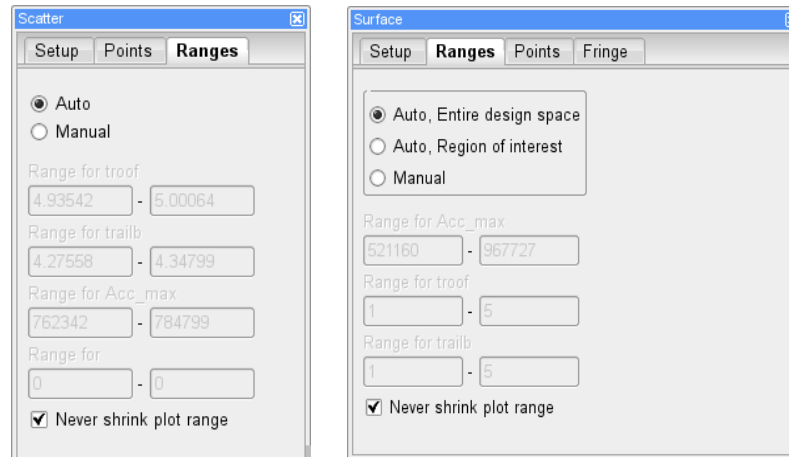 Scatter
Setup Points Ranges
Auto
Manual
Range for troof
4.93542 - 5.00064
Range for trailb
4.27558 - 4.34799
Range for Acc_max
762342 - 784799
Range for
0 - 0
Never shrink plot range
Surface
Setup Ranges Points Fringe
Auto, Entire design space
Auto, Region of interest
Manual
Range for Acc_max
521160 - 967727
Range for troof
1 - 5
Range for trailb
1 - 5
Never shrink plot range